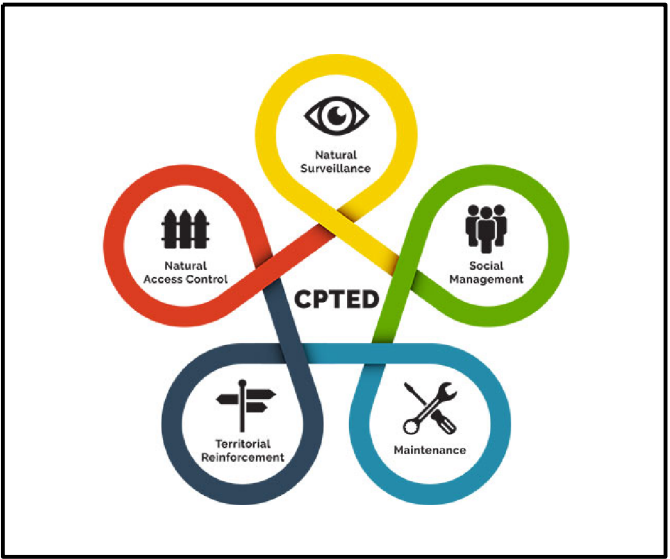 Natural
Surveillance
Natural
Access Control
Social
Management
CPTED
Territorial
Reinforcement
Maintenance